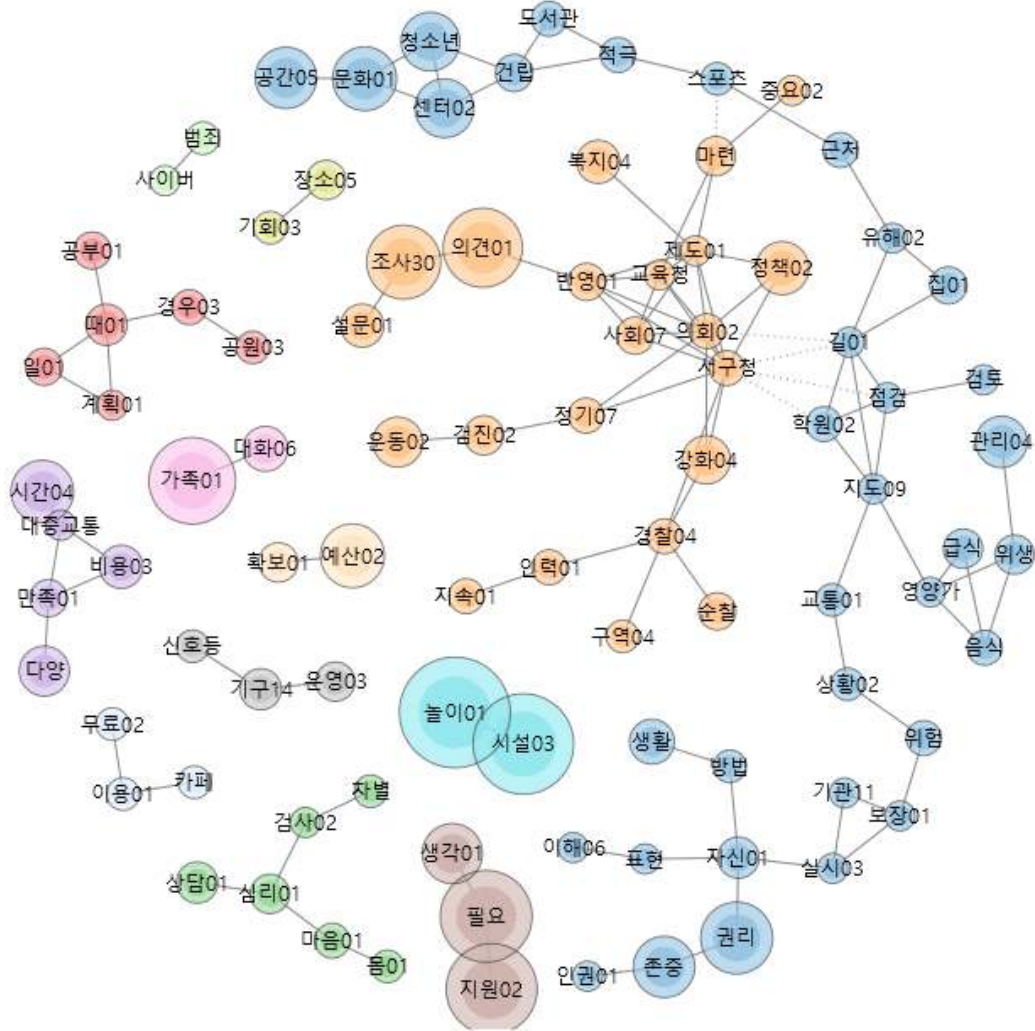 도서관
청소년
건립
적극
공간05
문화01
센터02
스포츠
중요02
범죄
사이버
장소05
기회03
복지04
마련
근처
공부01
조사30
의견01
제도01
교육청
정책02
반영01
유해02
집01
때01
경우03
설문01
사회07
의회02
길01
공원03
서구청
일01
계획01
점검
검토
대화06
운동02
검진02
정기07
학원02
관리04
가족01
강화04
시간04
지도09
대중교통
경찰04
확보01
예산02
비용03
인력01
급식
위생
만족01
지속01
교통01
영양가
구역04
순찰
신호등
음식
다양
기구14
운영03
상황02
놀이01
시설03
무료02
생활
위험
방법
이용01
카페
자별
기관11
보장01
검사02
생각01
이해06
표현
자신01
실시03
상담01
심리01
필요
마음01
권리
몸01
존중
인권01
지원02